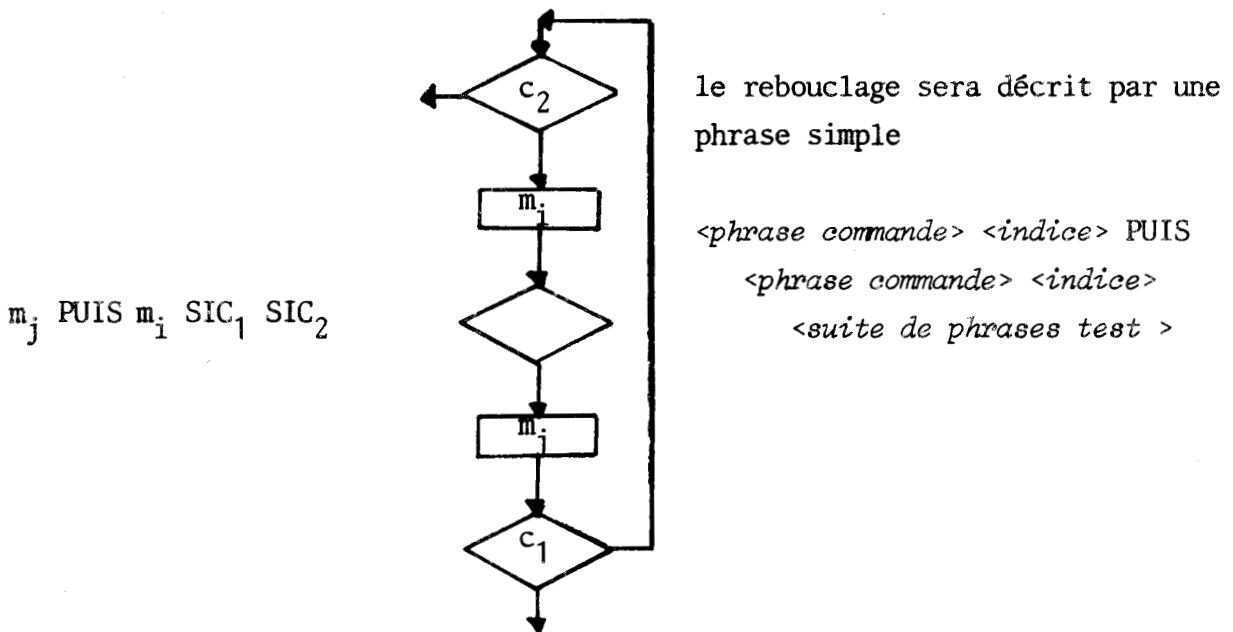 c₂
le rebouclage sera décrit par une
phrase simple
mᵢ
<phrase commande> <indice> PUIS
<phrase commande> <indice>
<suite de phrases test >
mⱼ PUIS mᵢ SIC₁ SIC₂
mⱼ
c₁